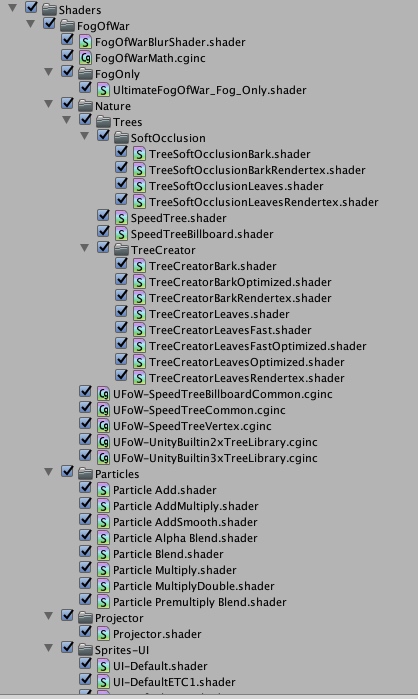 Shaders
FogOfWar
FogOfWarBlurShader.shader
FogOfWarMath.cginc
FogOnly
UltimateFogOfWar_Fog_Only.shader
Nature
Trees
SoftOcclusion
TreeSoftOcclusionBark.shader
TreeSoftOcclusionBarkRendertex.shader
TreeSoftOcclusionLeaves.shader
TreeSoftOcclusionLeavesRendertex.shader
SpeedTree.shader
SpeedTreeBillboard.shader
TreeCreator
TreeCreatorBark.shader
TreeCreatorBarkOptimized.shader
TreeCreatorBarkRendertex.shader
TreeCreatorLeaves.shader
TreeCreatorLeavesFast.shader
TreeCreatorLeavesFastOptimized.shader
TreeCreatorLeavesOptimized.shader
TreeCreatorLeavesRendertex.shader
UFoW-SpeedTreeBillboardCommon.cginc
UFoW-SpeedTreeCommon.cginc
UFoW-SpeedTreeVertex.cginc
UFoW-UnityBuiltin2xTreeLibrary.cginc
UFoW-UnityBuiltin3xTreeLibrary.cginc
Particles
Particle Add.shader
Particle AddMultiply.shader
Particle AddSmooth.shader
Particle Alpha Blend.shader
Particle Blend.shader
Particle Multiply.shader
Particle MultiplyDouble.shader
Particle Premultiply Blend.shader
Projector
Projector.shader
Sprites-UI
UI-Default.shader
UI-DefaultETC1.shader